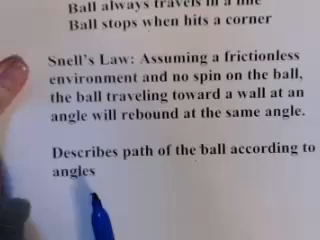 Ball always travels in a line
Ball stops when hits a corner
Snell's Law: Assuming a frictionless
environment and no spin on the ball,
the ball traveling toward a wall at an
angle will rebound at the same angle.
Describes path of the ball according to
angles